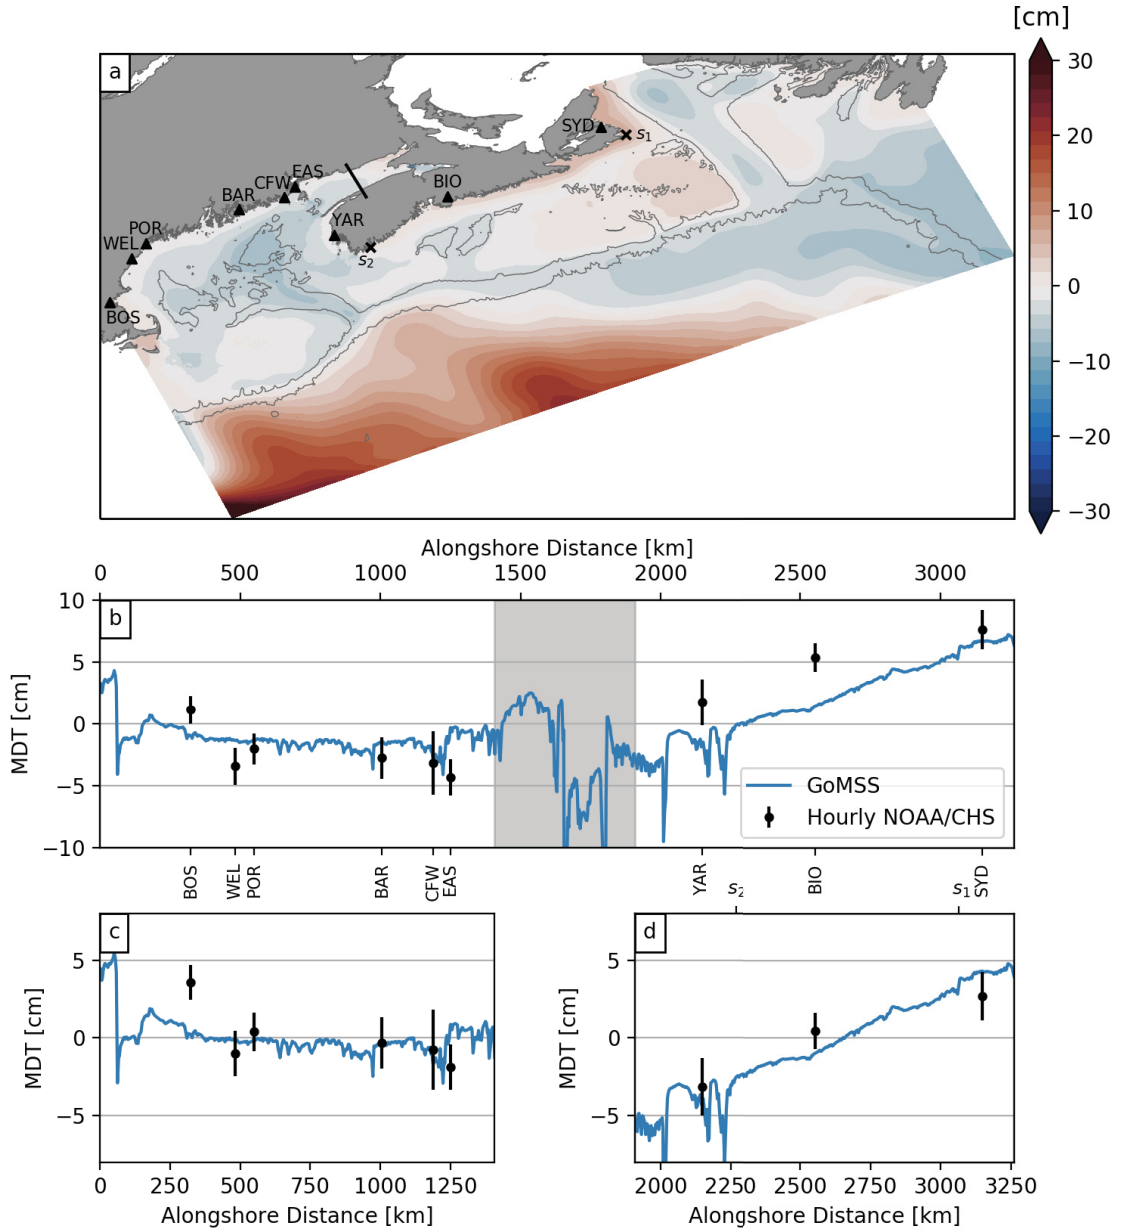 [cm]
a
30
20
10
0
−10
−20
−30
SYD
s1
EAS
CFW
BAR
BIO
YAR
POR
WEL
s2
BOS
Alongshore Distance [km]
0 500 1000 1500 2000 2500 3000
b
10
5
0
−5
−10
MDT [cm]
GoMSS
Hourly NOAA/CHS
BOS WEL POR BAR CFW EAS YAR s2 BIO s1 SYD
c
5
0
−5
MDT [cm]
0 250 500 750 1000 1250
Alongshore Distance [km]
d
5
0
−5
MDT [cm]
2000 2250 2500 2750 3000 3250
Alongshore Distance [km]